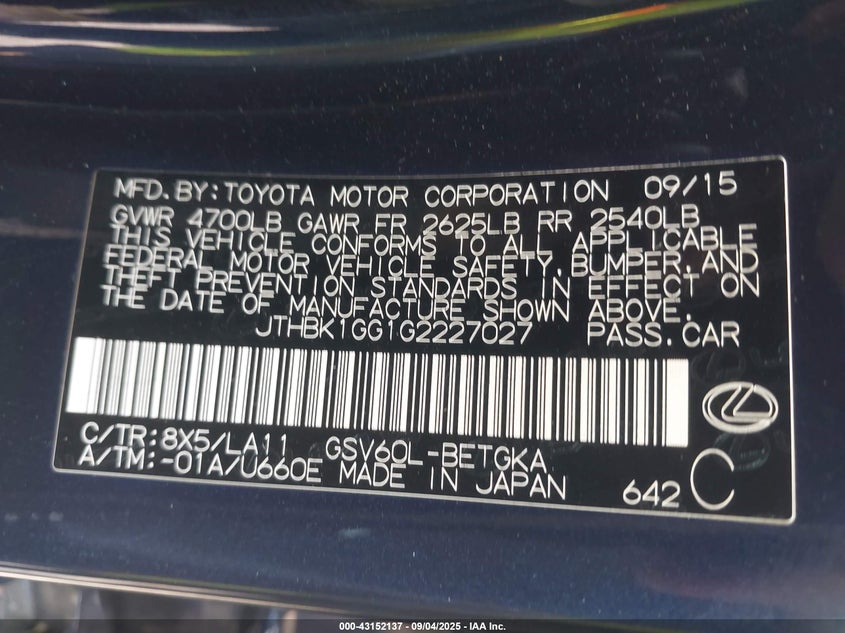 MFD.BY:TOYOTA MOTOR CORPORATION 09/15
GVWR 4700LB GAWR FR 2625LB RR 2540LB
THIS VEHICLE CONFORMS TO ALL APPLICABLE
FEDERAL MOTOR VEHICLE SAFETY,BUMPER,AND
THEFT PREVENTION STANDARDS IN EFFECT ON
THE DATE OF MANUFACTURE SHOWN ABOVE.
JTHBK1GG1G2227027 PASS.CAR
C/TR:8X5/LA11 GSV60L-BETGKA
A/TM:-01A/U660E MADE IN JAPAN 642 C
000-43152137 - 09/04/2025 - IAA Inc.